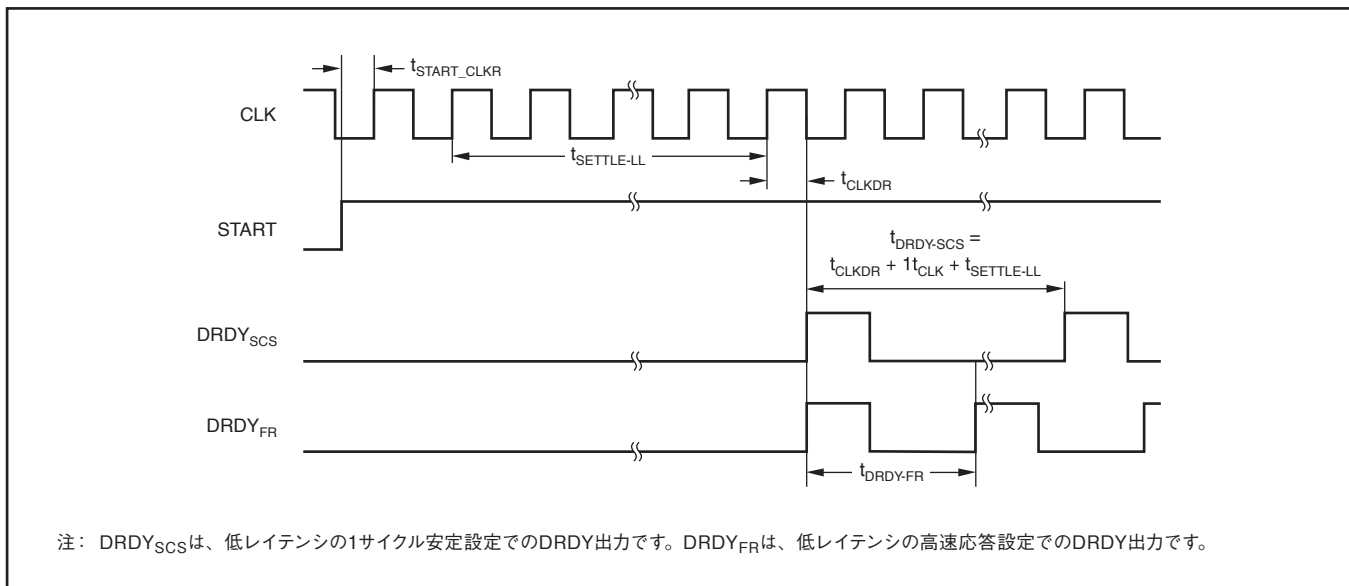 tSTART_CLKR
CLK
tSETTLE-LL
tCLKDR
START
tDRDY-SCS =
tCLKDR + 1tCLK + tSETTLE-LL
DRDYSCS
DRDYFR
tDRDY-FR
注： DRDYSCSは、低レイテンシの1サイクル安定設定でのDRDY出力です。DRDYFRは、低レイテンシの高速応答設定でのDRDY出力です。